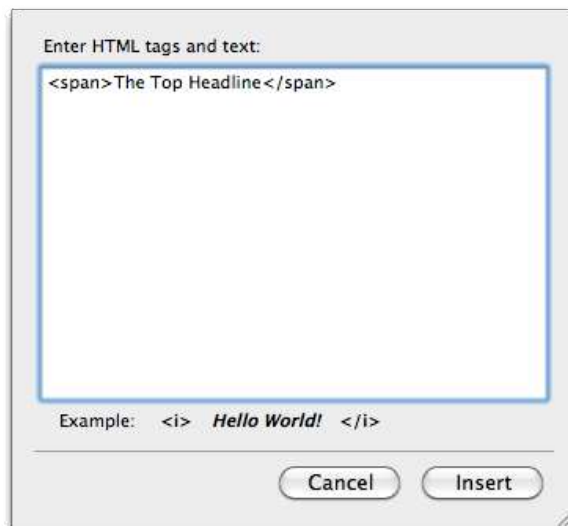 Enter HTML tags and text:
<span>The Top Headline</span>
Example: <i> Hello World! </i>
Cancel Insert